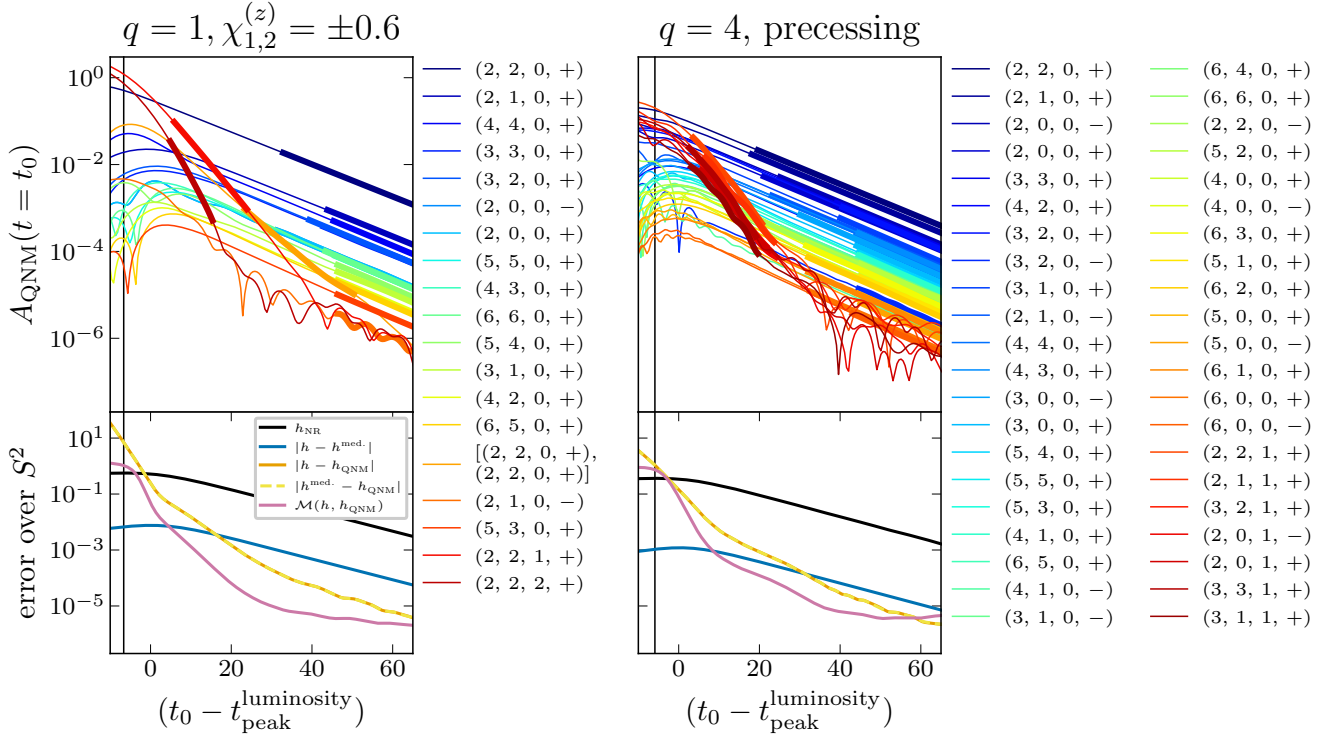 q = 1, χ_{1,2}^{(z)} = ±0.6
q = 4, precessing
A_QNM(t = t_0)
10^0
10^{-2}
10^{-4}
10^{-6}
(2, 2, 0, +)
(2, 1, 0, +)
(4, 4, 0, +)
(3, 3, 0, +)
(3, 2, 0, +)
(2, 0, 0, −)
(2, 0, 0, +)
(5, 5, 0, +)
(4, 3, 0, +)
(6, 6, 0, +)
(5, 4, 0, +)
(3, 1, 0, +)
(4, 2, 0, +)
(6, 5, 0, +)
[(2, 2, 0, +),
(2, 2, 0, +)]
(2, 1, 0, −)
(5, 3, 0, +)
(2, 2, 1, +)
(2, 2, 2, +)
(2, 2, 0, +)
(2, 1, 0, +)
(2, 0, 0, −)
(2, 0, 0, +)
(3, 3, 0, +)
(4, 2, 0, +)
(3, 2, 0, +)
(3, 2, 0, −)
(3, 1, 0, +)
(2, 1, 0, −)
(4, 4, 0, +)
(4, 3, 0, +)
(3, 0, 0, −)
(3, 0, 0, +)
(5, 4, 0, +)
(5, 5, 0, +)
(5, 3, 0, +)
(4, 1, 0, +)
(6, 5, 0, +)
(4, 1, 0, −)
(3, 1, 0, −)
(6, 4, 0, +)
(6, 6, 0, +)
(2, 2, 0, −)
(5, 2, 0, +)
(4, 0, 0, +)
(4, 0, 0, −)
(6, 3, 0, +)
(5, 1, 0, +)
(6, 2, 0, +)
(5, 0, 0, +)
(5, 0, 0, −)
(6, 1, 0, +)
(6, 0, 0, +)
(6, 0, 0, −)
(2, 2, 1, +)
(2, 1, 1, +)
(3, 2, 1, +)
(2, 0, 1, −)
(2, 0, 1, +)
(3, 3, 1, +)
(3, 1, 1, +)
error over S^2
10^1
10^{-1}
10^{-3}
10^{-5}
h_NR
|h − h^{med.}|
|h − h_QNM|
|h^{med.} − h_QNM|
ℳ(h, h_QNM)
0 20 40 60
0 20 40 60
(t_0 − t_peak^luminosity)
(t_0 − t_peak^luminosity)